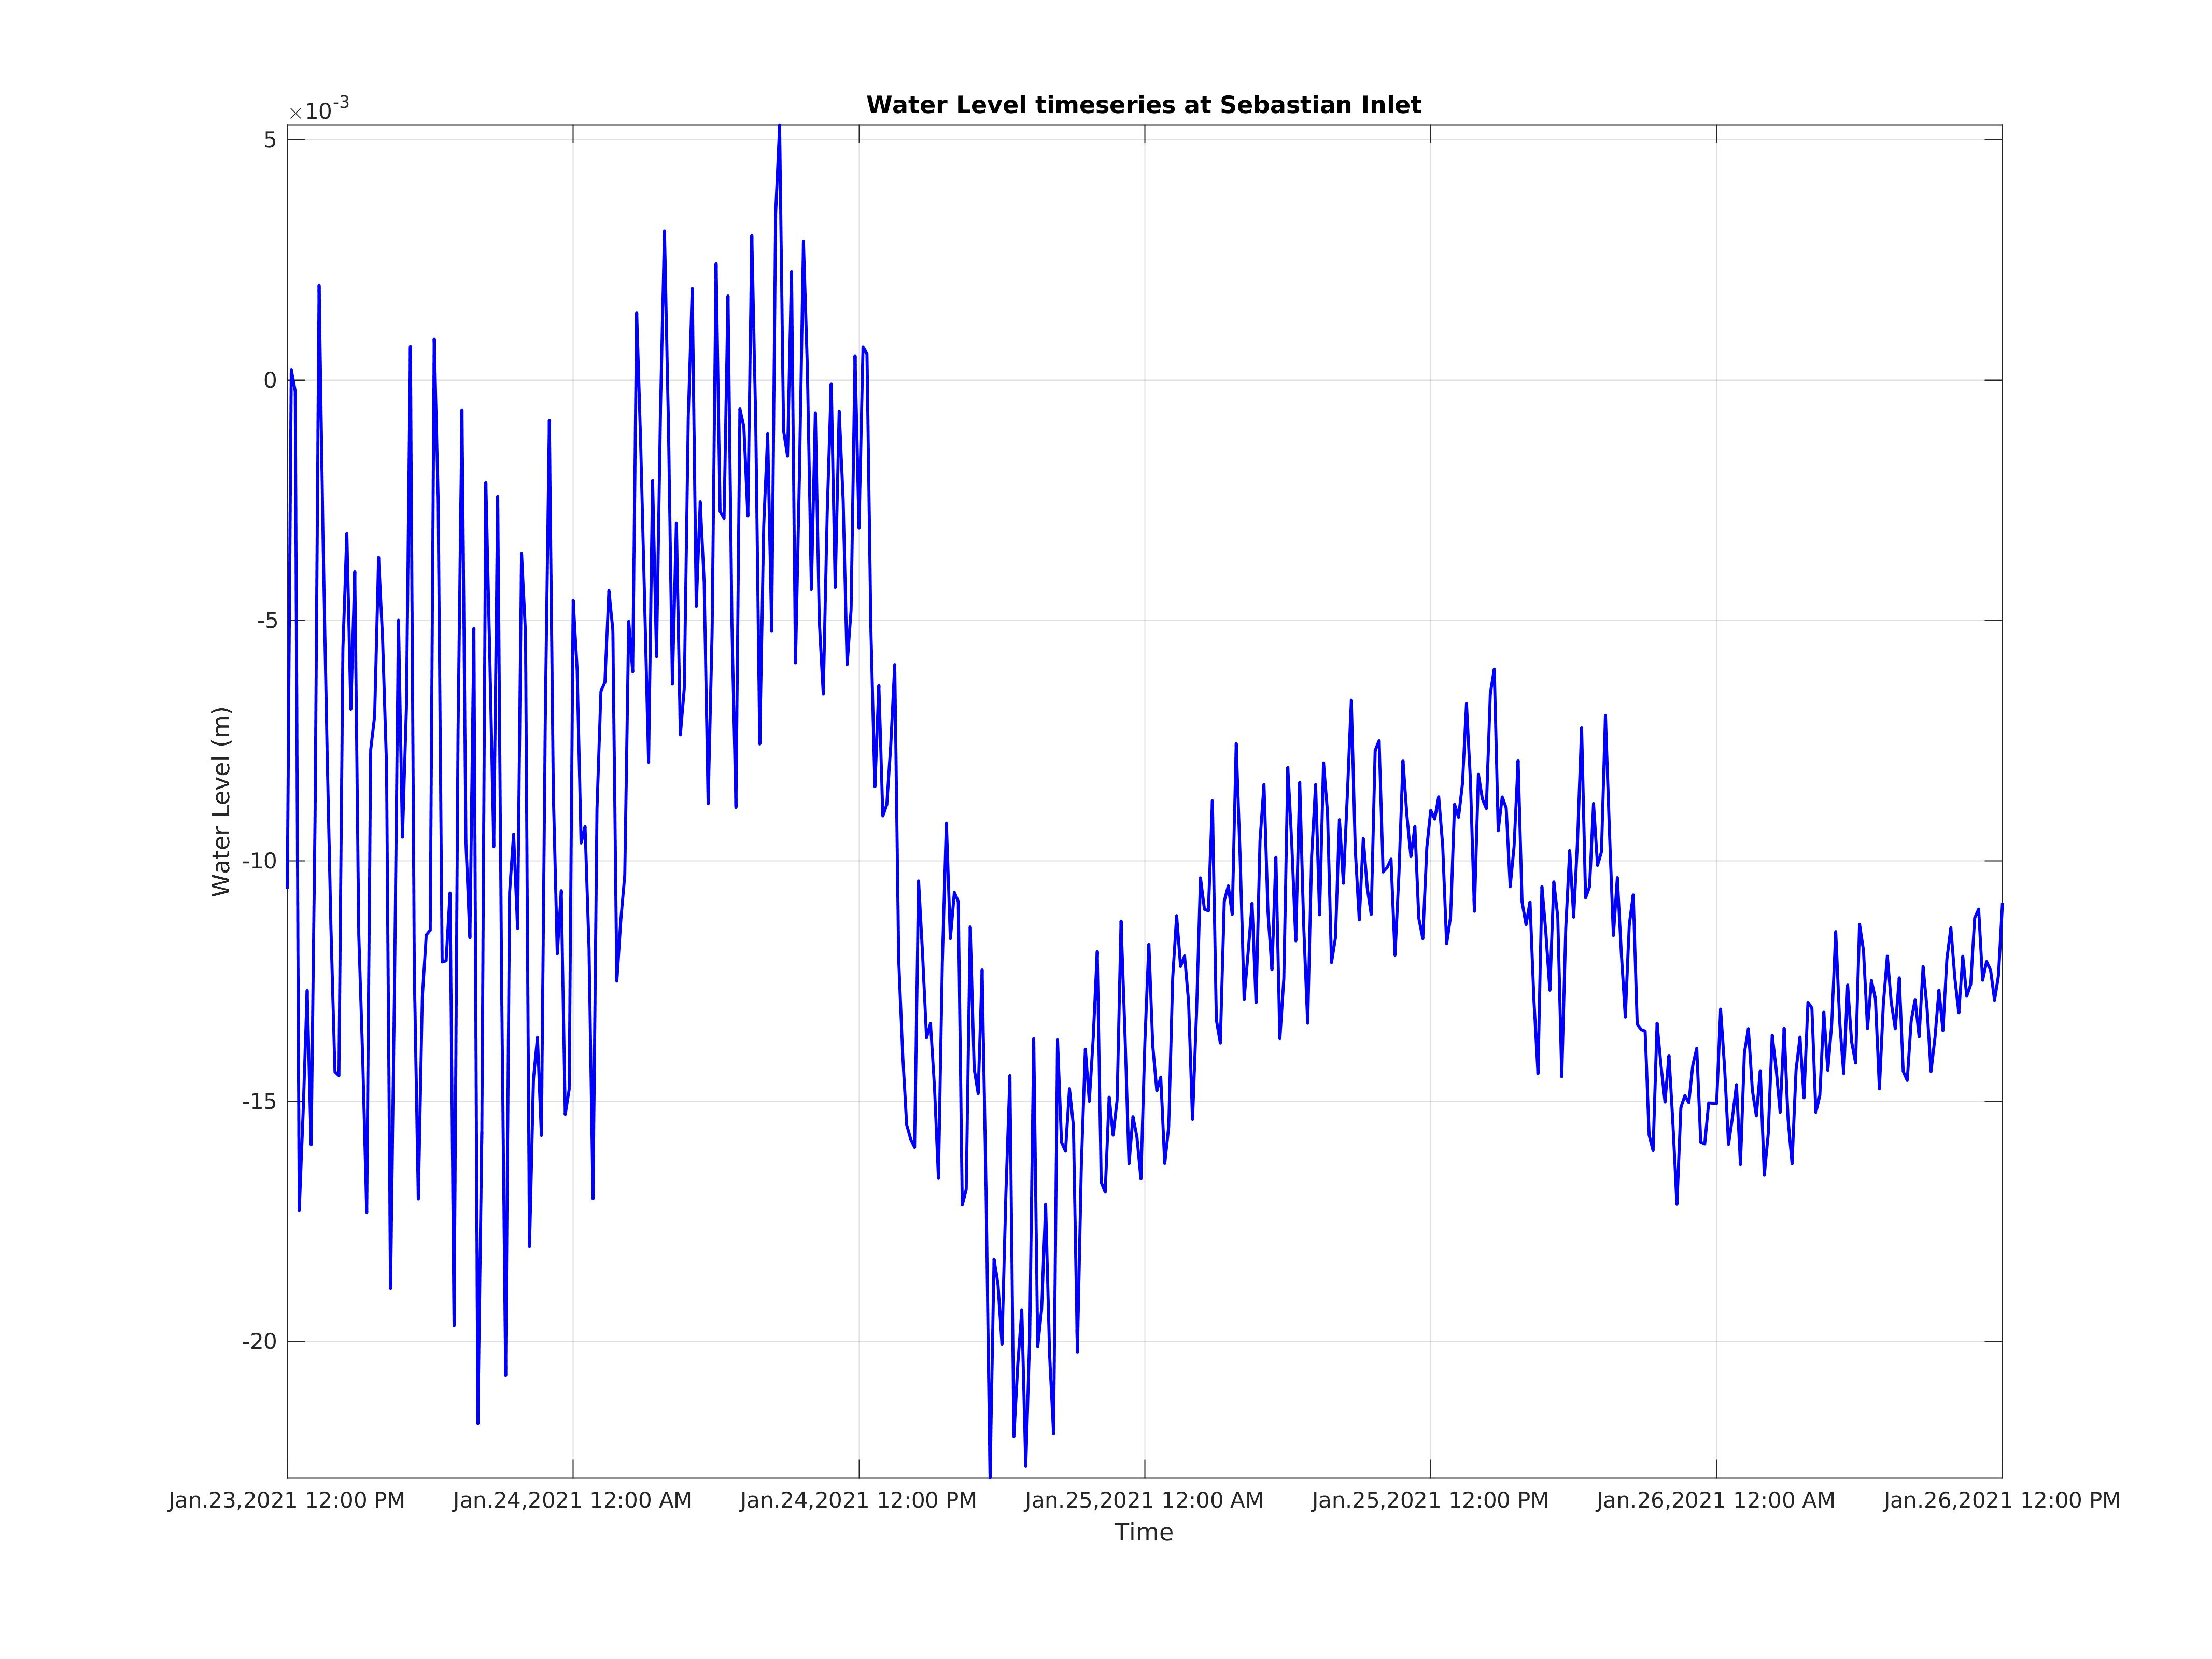 Water Level timeseries at Sebastian Inlet
×10-3
5
0
-5
-10
-15
-20
Water Level (m)
Jan.23,2021 12:00 PM
Jan.24,2021 12:00 AM
Jan.24,2021 12:00 PM
Jan.25,2021 12:00 AM
Jan.25,2021 12:00 PM
Jan.26,2021 12:00 AM
Jan.26,2021 12:00 PM
Time